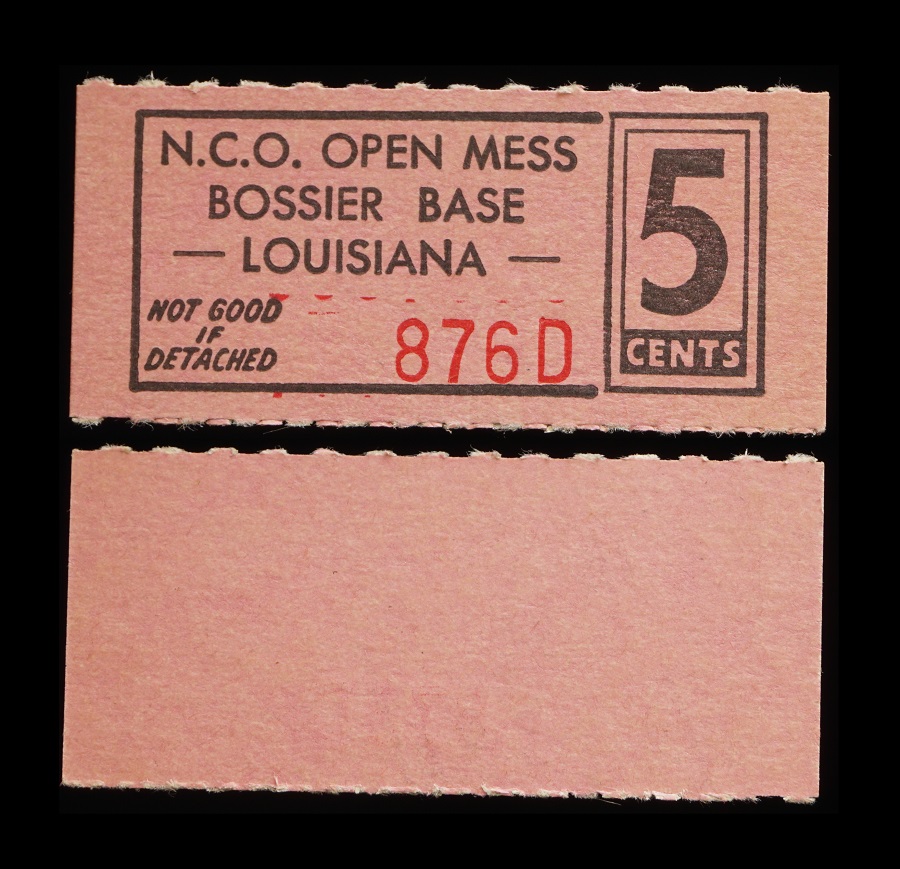 N.C.O. OPEN MESS
BOSSIER BASE
— LOUISIANA —
NOT GOOD
IF
DETACHED
876D
5
CENTS